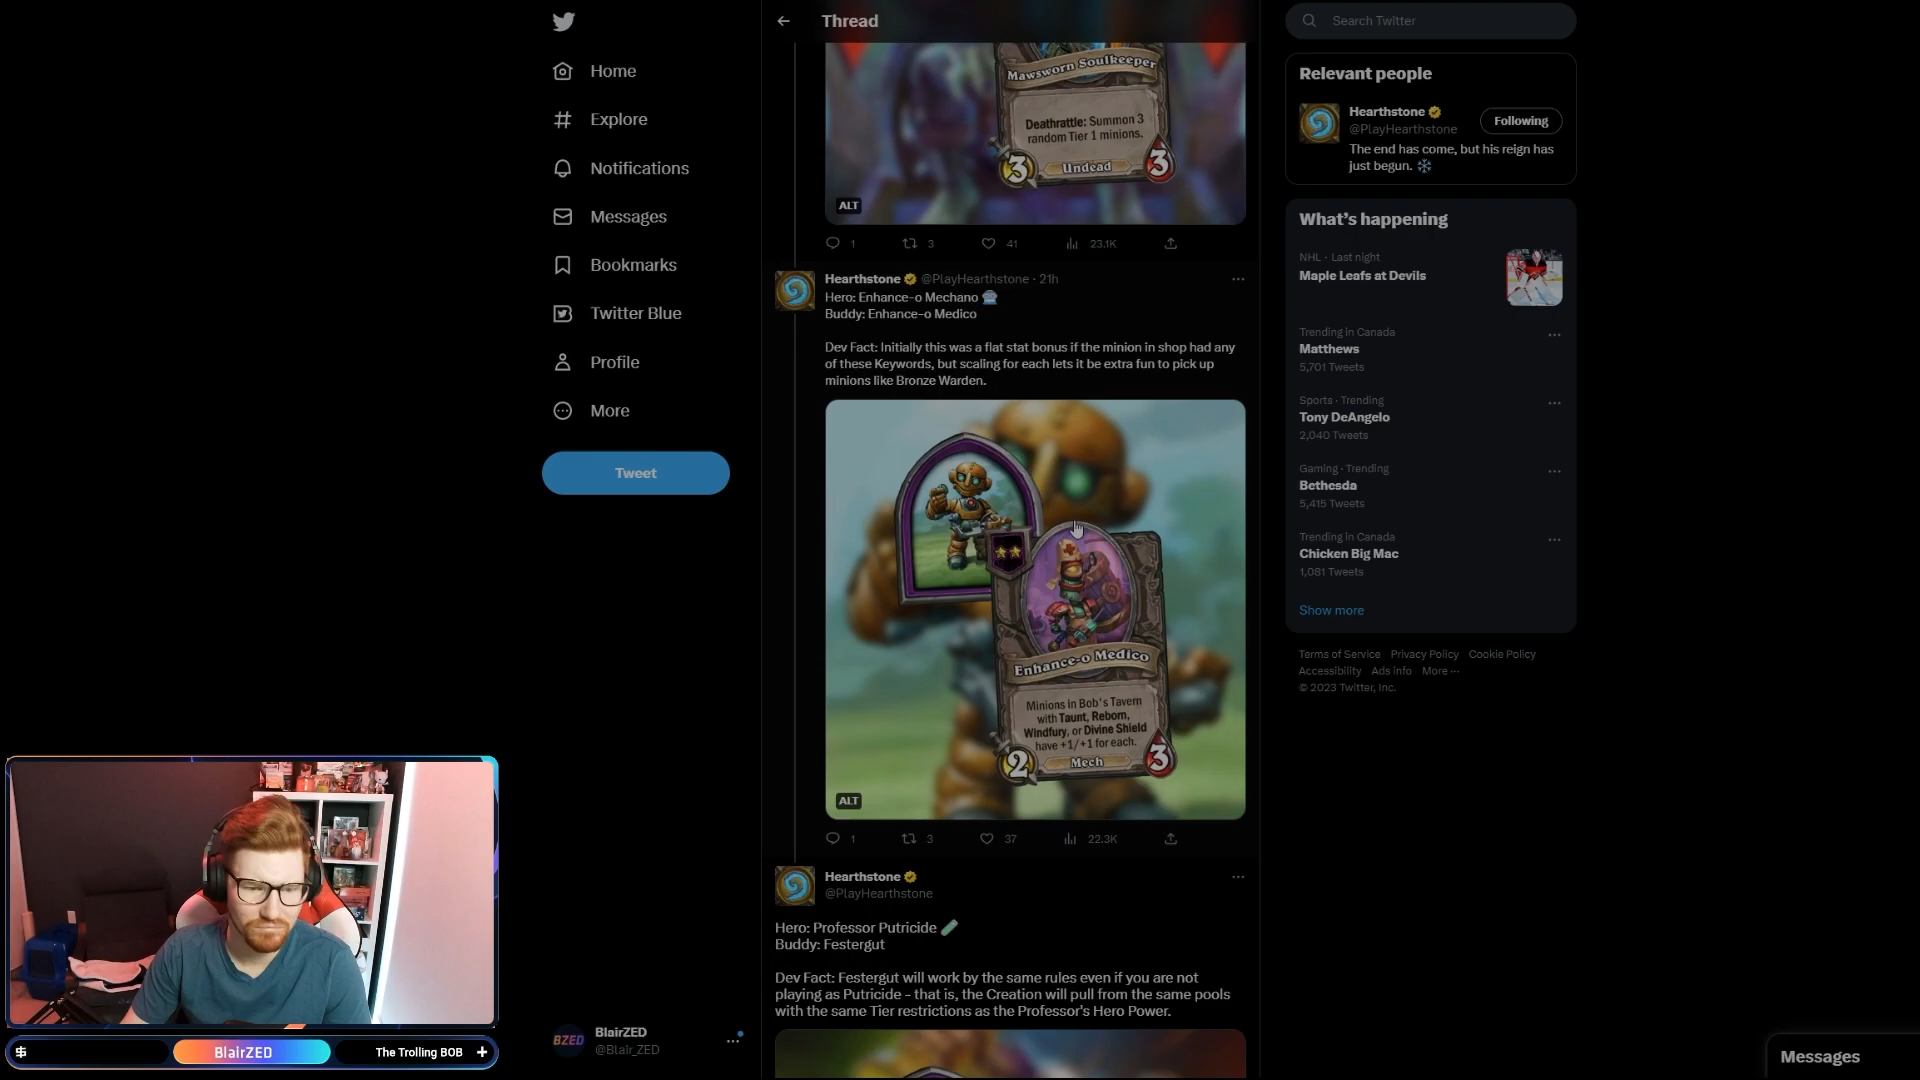 Home
Explore
Notifications
Messages
Bookmarks
Twitter Blue
Profile
More
Tweet
BZED
BlairZED
@Blair_ZED
BlairZED
The Trolling BOB
Thread
Mawsworn Soulkeeper
Deathrattle: Summon 3
random Tier 1 minions.
3
Undead
3
ALT
1
3
41
23.1K
Hearthstone @PlayHearthstone · 21h
Hero: Enhance-o Mechano
Buddy: Enhance-o Medico
Dev Fact: Initially this was a flat stat bonus if the minion in shop had any
of these Keywords, but scaling for each lets it be extra fun to pick up
minions like Bronze Warden.
Enhance-o Medico
Minions in Bob's Tavern
with Taunt, Reborn,
Windfury, or Divine Shield
have +1/+1 for each.
2
Mech
3
ALT
1
3
37
22.3K
Hearthstone
@PlayHearthstone
Hero: Professor Putricide
Buddy: Festergut
Dev Fact: Festergut will work by the same rules even if you are not
playing as Putricide - that is, the Creation will pull from the same pools
with the same Tier restrictions as the Professor's Hero Power.
Search Twitter
Relevant people
Hearthstone
@PlayHearthstone
Following
The end has come, but his reign has
just begun.
What's happening
NHL · Last night
Maple Leafs at Devils
Trending in Canada
Matthews
5,701 Tweets
Sports · Trending
Tony DeAngelo
2,040 Tweets
Gaming · Trending
Bethesda
5,415 Tweets
Trending in Canada
Chicken Big Mac
1,081 Tweets
Show more
Terms of Service Privacy Policy Cookie Policy
Accessibility Ads info More ···
© 2023 Twitter, Inc.
Messages